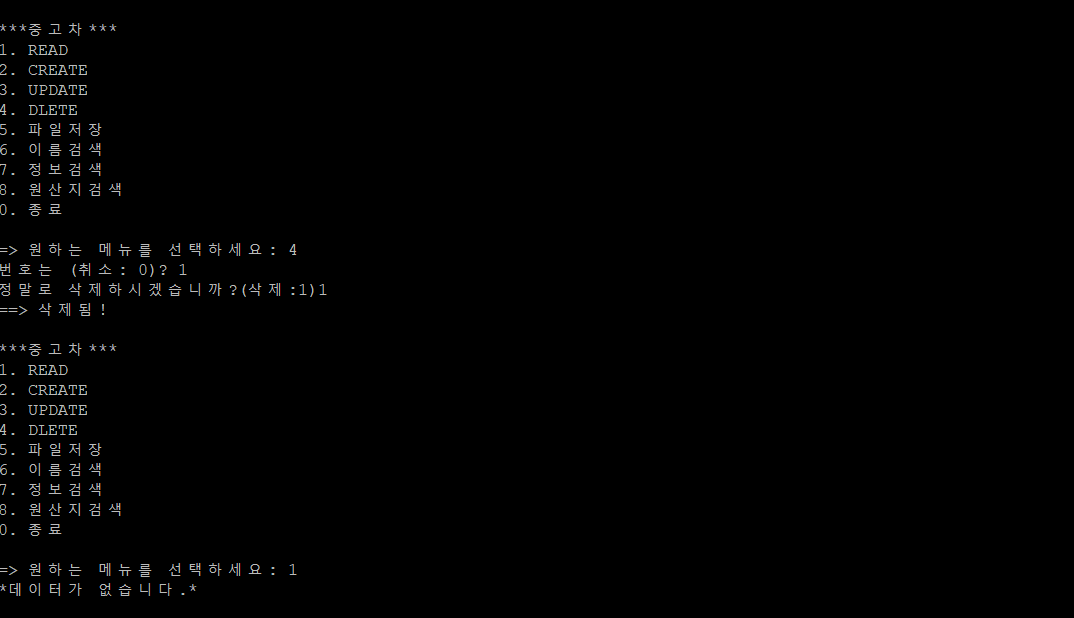 ***중고차***
1. READ
2. CREATE
3. UPDATE
4. DLETE
5. 파일저장
6. 이름검색
7. 정보검색
8. 원산지검색
0. 종료
=> 원하는 메뉴를 선택하세요: 4
번호는 (취소: 0)? 1
정말로 삭제하시겠습니까?(삭제:1)1
==> 삭제됨!
***중고차***
1. READ
2. CREATE
3. UPDATE
4. DLETE
5. 파일저장
6. 이름검색
7. 정보검색
8. 원산지검색
0. 종료
=> 원하는 메뉴를 선택하세요: 1
*데이터가 없습니다.*